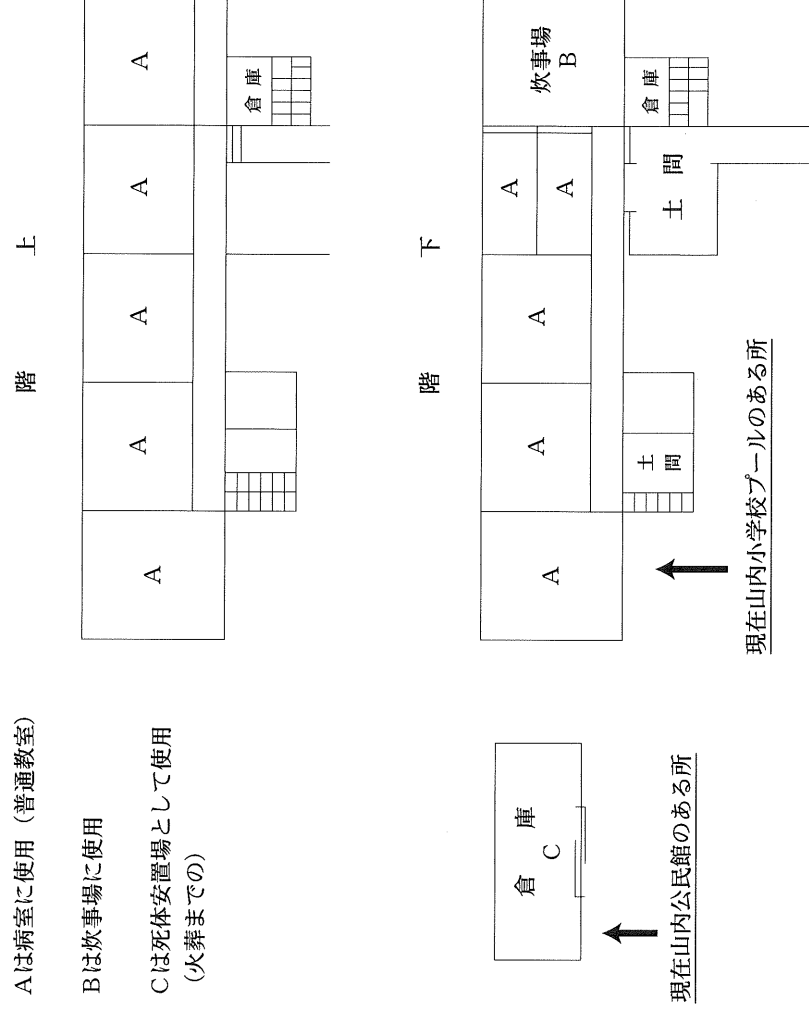 Aは病室に使用（普通教室）
Bは炊事場に使用
Cは死体安置場として使用
（火葬までの）
階 上
A
A
A
A
A
倉庫
階 下
A
A
A
A
A
炊事場
B
土間
土 間
倉庫
現在山内小学校プールのある所
倉 庫
C
現在山内公民館のある所